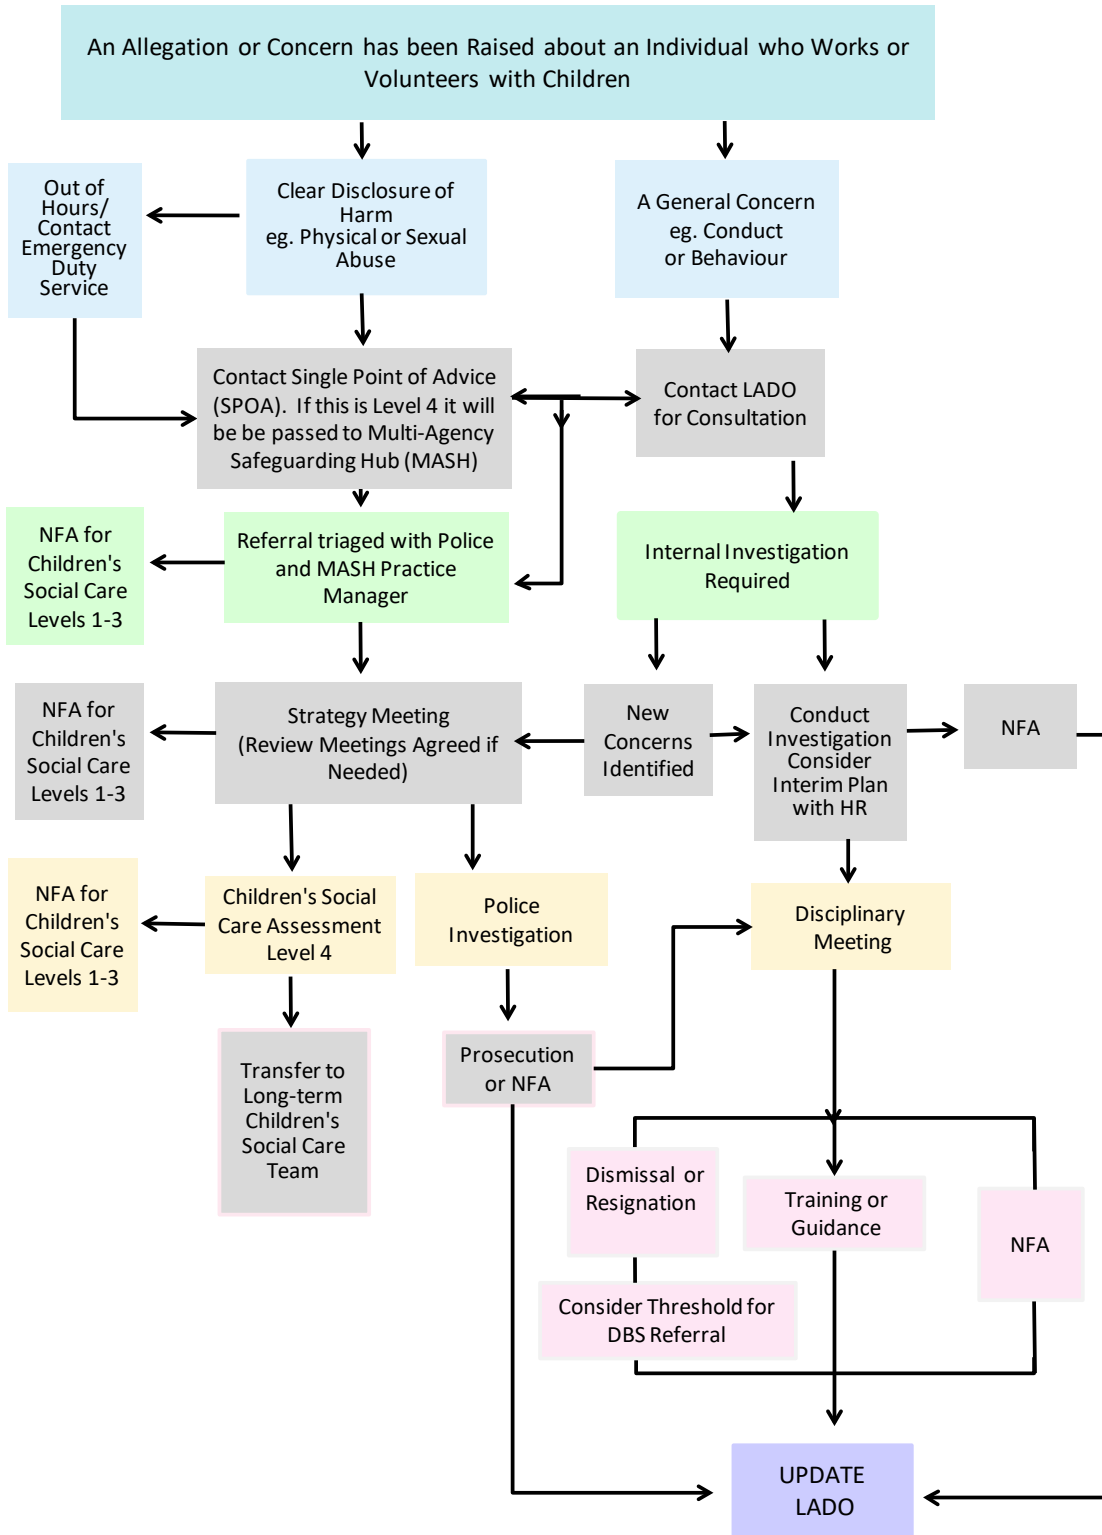 An Allegation or Concern has been Raised about an Individual who Works or
Volunteers with Children
Out of
Hours/
Contact
Emergency
Duty
Service
Clear Disclosure of
Harm
eg. Physical or Sexual
Abuse
A General Concern
eg. Conduct
or Behaviour
Contact Single Point of Advice
(SPOA). If this is Level 4 it will
be be passed to Multi-Agency
Safeguarding Hub (MASH)
Contact LADO
for Consultation
NFA for
Children's
Social Care
Levels 1-3
Referral triaged with Police
and MASH Practice
Manager
Internal Investigation
Required
NFA for
Children's
Social Care
Levels 1-3
Strategy Meeting
(Review Meetings Agreed if
Needed)
New
Concerns
Identified
Conduct
Investigation
Consider
Interim Plan
with HR
NFA
NFA for
Children's
Social Care
Levels 1-3
Children's Social
Care Assessment
Level 4
Police
Investigation
Disciplinary
Meeting
Transfer to
Long-term
Children's
Social Care
Team
Prosecution
or NFA
Dismissal or
Resignation
Training or
Guidance
NFA
Consider Threshold for
DBS Referral
UPDATE
LADO